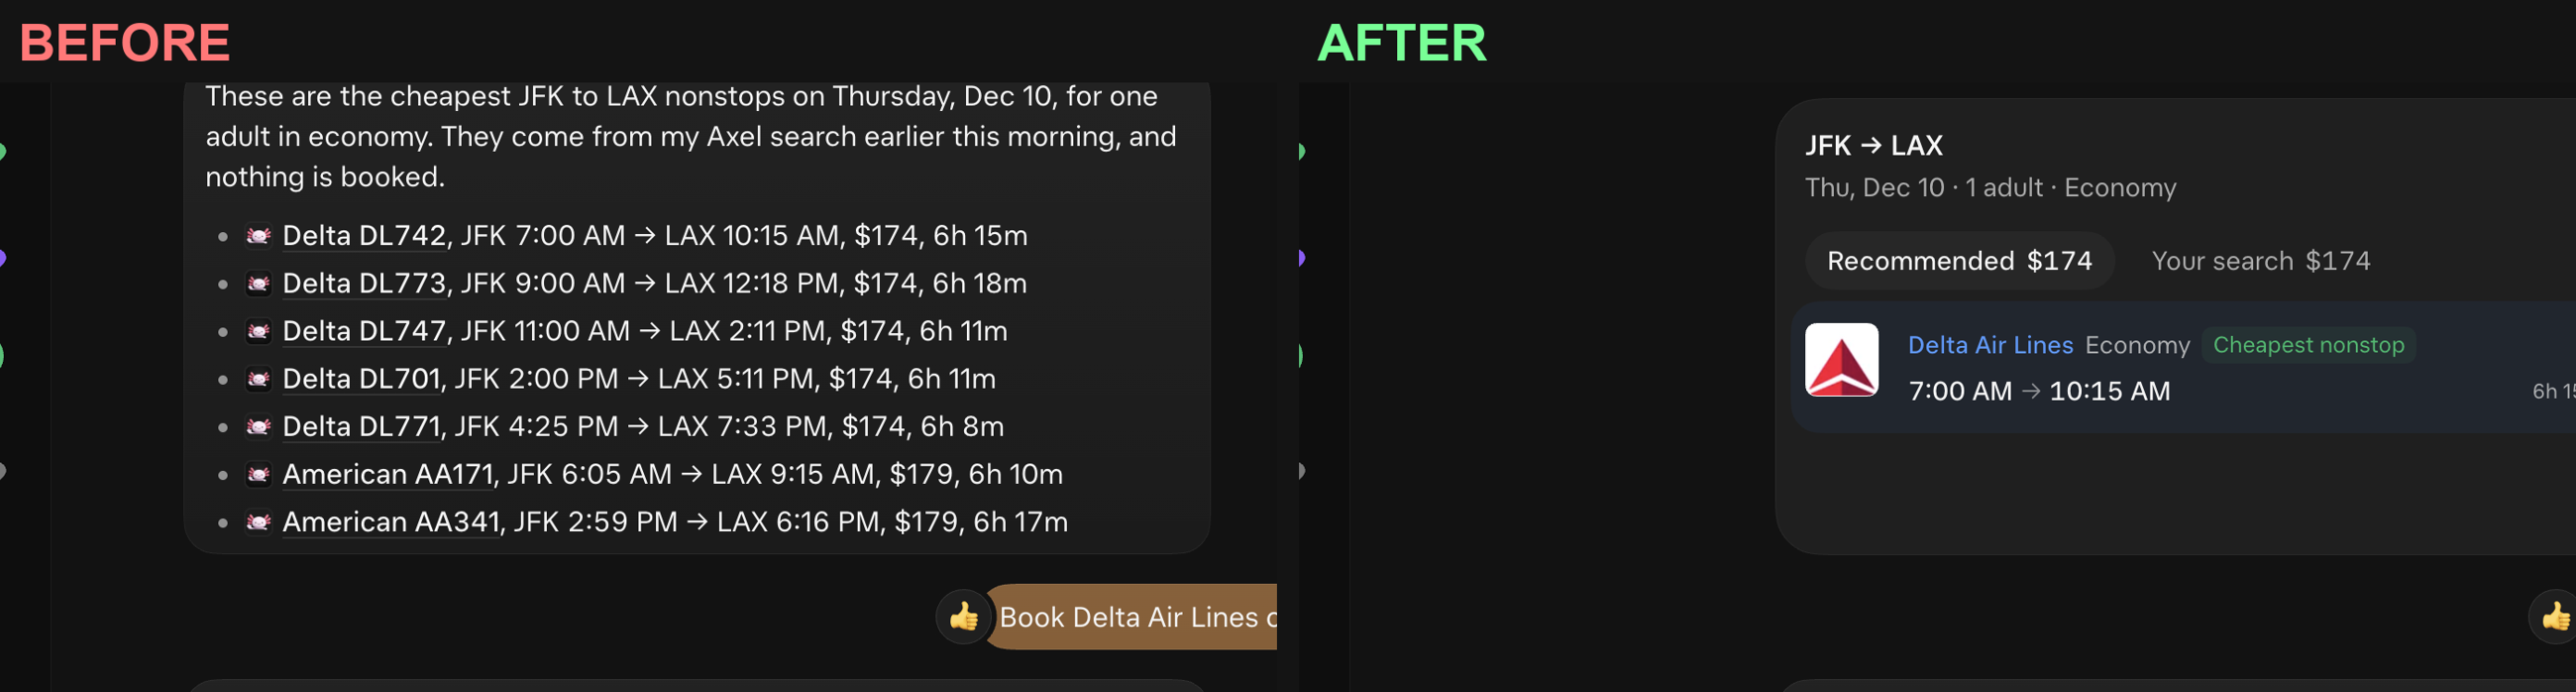 BEFORE
These are the cheapest JFK to LAX nonstops on Thursday, Dec 10, for one
adult in economy. They come from my Axel search earlier this morning, and
nothing is booked.
Delta DL742, JFK 7:00 AM → LAX 10:15 AM, $174, 6h 15m
Delta DL773, JFK 9:00 AM → LAX 12:18 PM, $174, 6h 18m
Delta DL747, JFK 11:00 AM → LAX 2:11 PM, $174, 6h 11m
Delta DL701, JFK 2:00 PM → LAX 5:11 PM, $174, 6h 11m
Delta DL771, JFK 4:25 PM → LAX 7:33 PM, $174, 6h 8m
American AA171, JFK 6:05 AM → LAX 9:15 AM, $179, 6h 10m
American AA341, JFK 2:59 PM → LAX 6:16 PM, $179, 6h 17m
Book Delta Air Lines
AFTER
JFK → LAX
Thu, Dec 10 · 1 adult · Economy
Recommended $174 Your search $174
Delta Air Lines Economy Cheapest nonstop
7:00 AM → 10:15 AM 6h